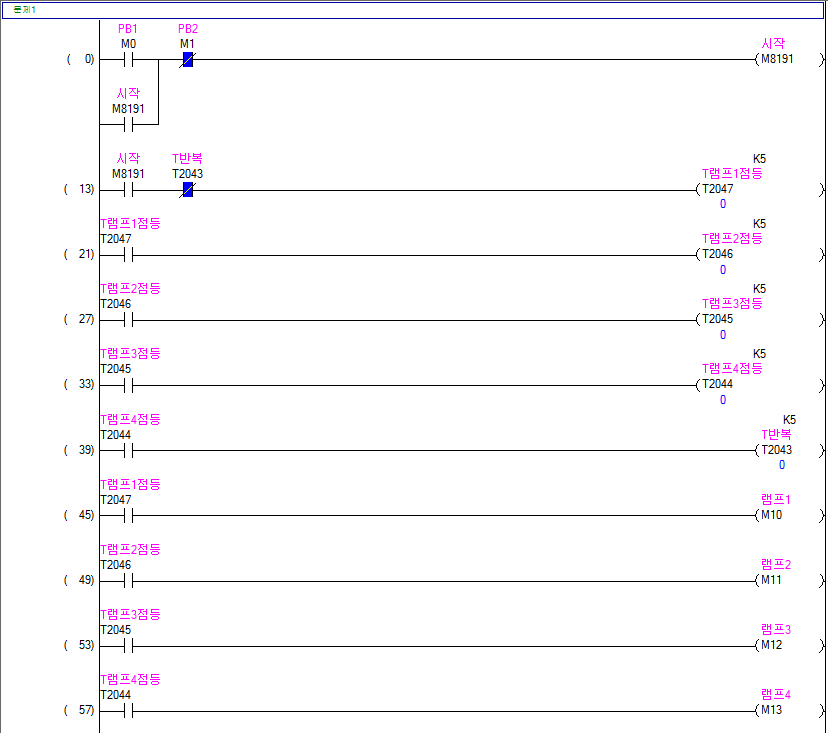 문제1
PB1 PB2
M0 M1 시작
( 0) ( M8191 )
시작
M8191
시작 T반복 K5
M8191 T2043 T램프1점등
( 13) ( T2047 )
0
T램프1점등 K5
T2047 T램프2점등
( 21) ( T2046 )
0
T램프2점등 K5
T2046 T램프3점등
( 27) ( T2045 )
0
T램프3점등 K5
T2045 T램프4점등
( 33) ( T2044 )
0
T램프4점등 K5
T2044 T반복
( 39) ( T2043 )
0
T램프1점등
T2047 램프1
( 45) ( M10 )
T램프2점등
T2046 램프2
( 49) ( M11 )
T램프3점등
T2045 램프3
( 53) ( M12 )
T램프4점등
T2044 램프4
( 57) ( M13 )